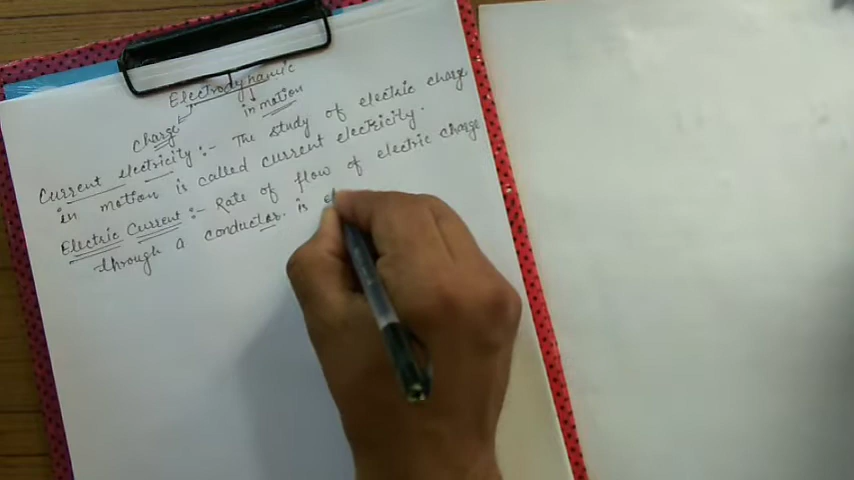 Electrodynamic
in motion
charge
Current electricity :- The study of electric charge
in motion is called current electricity.
Electric Current :- Rate of flow of electric charge
through a conductor is